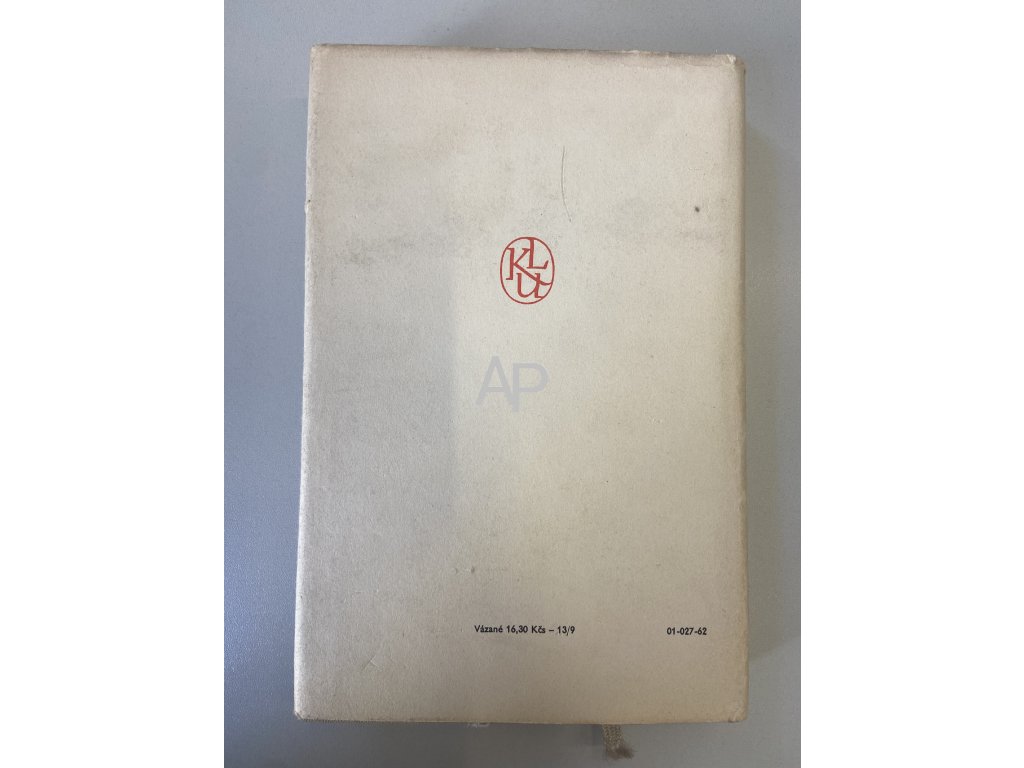 KLU
AP
Vázané 16,30 Kčs – 13/9
01-027-62